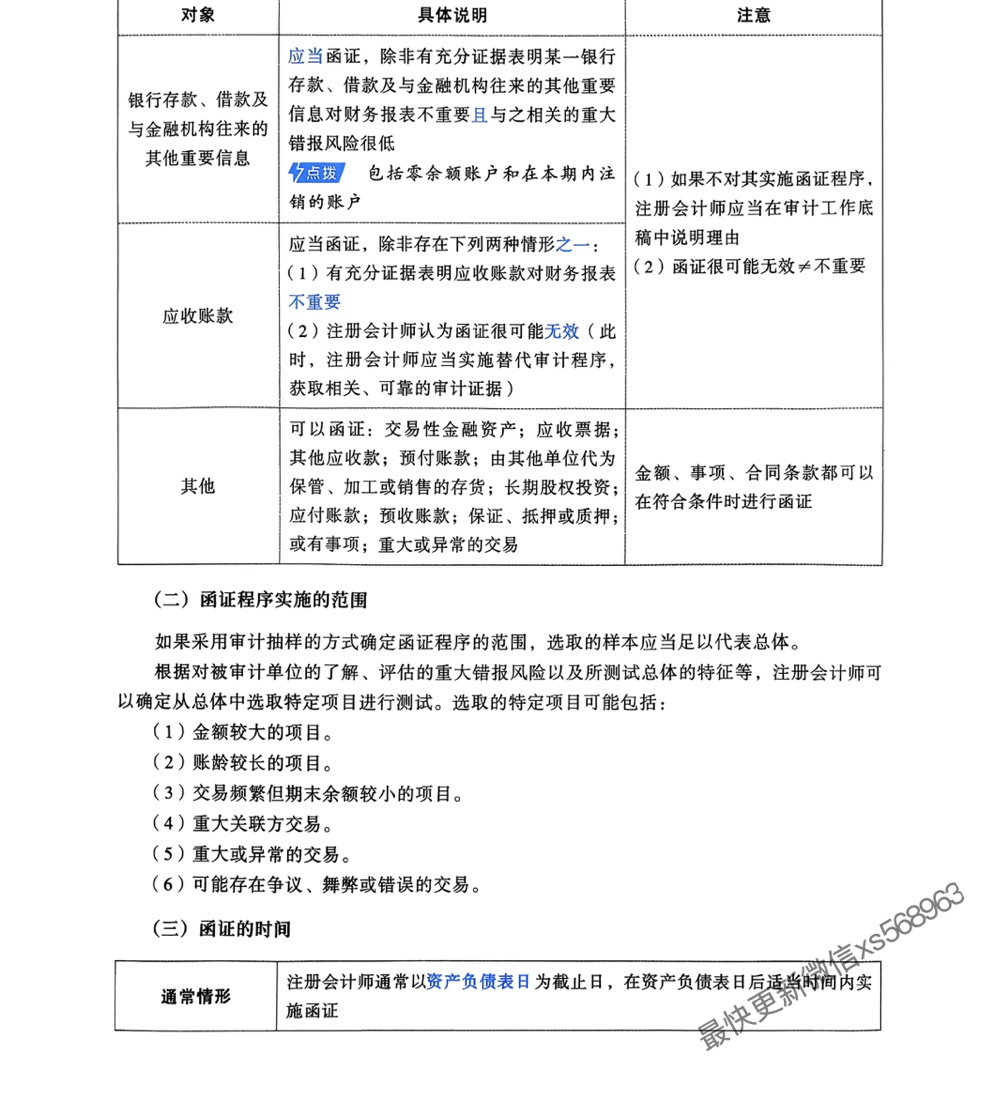 对象 具体说明 注意
银行存款、借款及
与金融机构往来的
其他重要信息
应当函证，除非有充分证据表明某一银行
存款、借款及与金融机构往来的其他重要
信息对财务报表不重要且与之相关的重大
错报风险很低
点拨 包括零余额账户和在本期内注
销的账户
应收账款
应当函证，除非存在下列两种情形之一：
（1）有充分证据表明应收账款对财务报表
不重要
（2）注册会计师认为函证很可能无效（此
时，注册会计师应当实施替代审计程序，
获取相关、可靠的审计证据）
（1）如果不对其实施函证程序，
注册会计师应当在审计工作底
稿中说明理由
（2）函证很可能无效≠不重要
其他
可以函证：交易性金融资产；应收票据；
其他应收款；预付账款；由其他单位代为
保管、加工或销售的存货；长期股权投资；
应付账款；预收账款；保证、抵押或质押；
或有事项；重大或异常的交易
金额、事项、合同条款都可以
在符合条件时进行函证
（二）函证程序实施的范围
如果采用审计抽样的方式确定函证程序的范围，选取的样本应当足以代表总体。
根据对被审计单位的了解、评估的重大错报风险以及所测试总体的特征等，注册会计师可
以确定从总体中选取特定项目进行测试。选取的特定项目可能包括：
（1）金额较大的项目。
（2）账龄较长的项目。
（3）交易频繁但期末余额较小的项目。
（4）重大关联方交易。
（5）重大或异常的交易。
（6）可能存在争议、舞弊或错误的交易。
（三）函证的时间
通常情形
注册会计师通常以资产负债表日为截止日，在资产负债表日后适当时间内实
施函证
最快更新微信xs568963